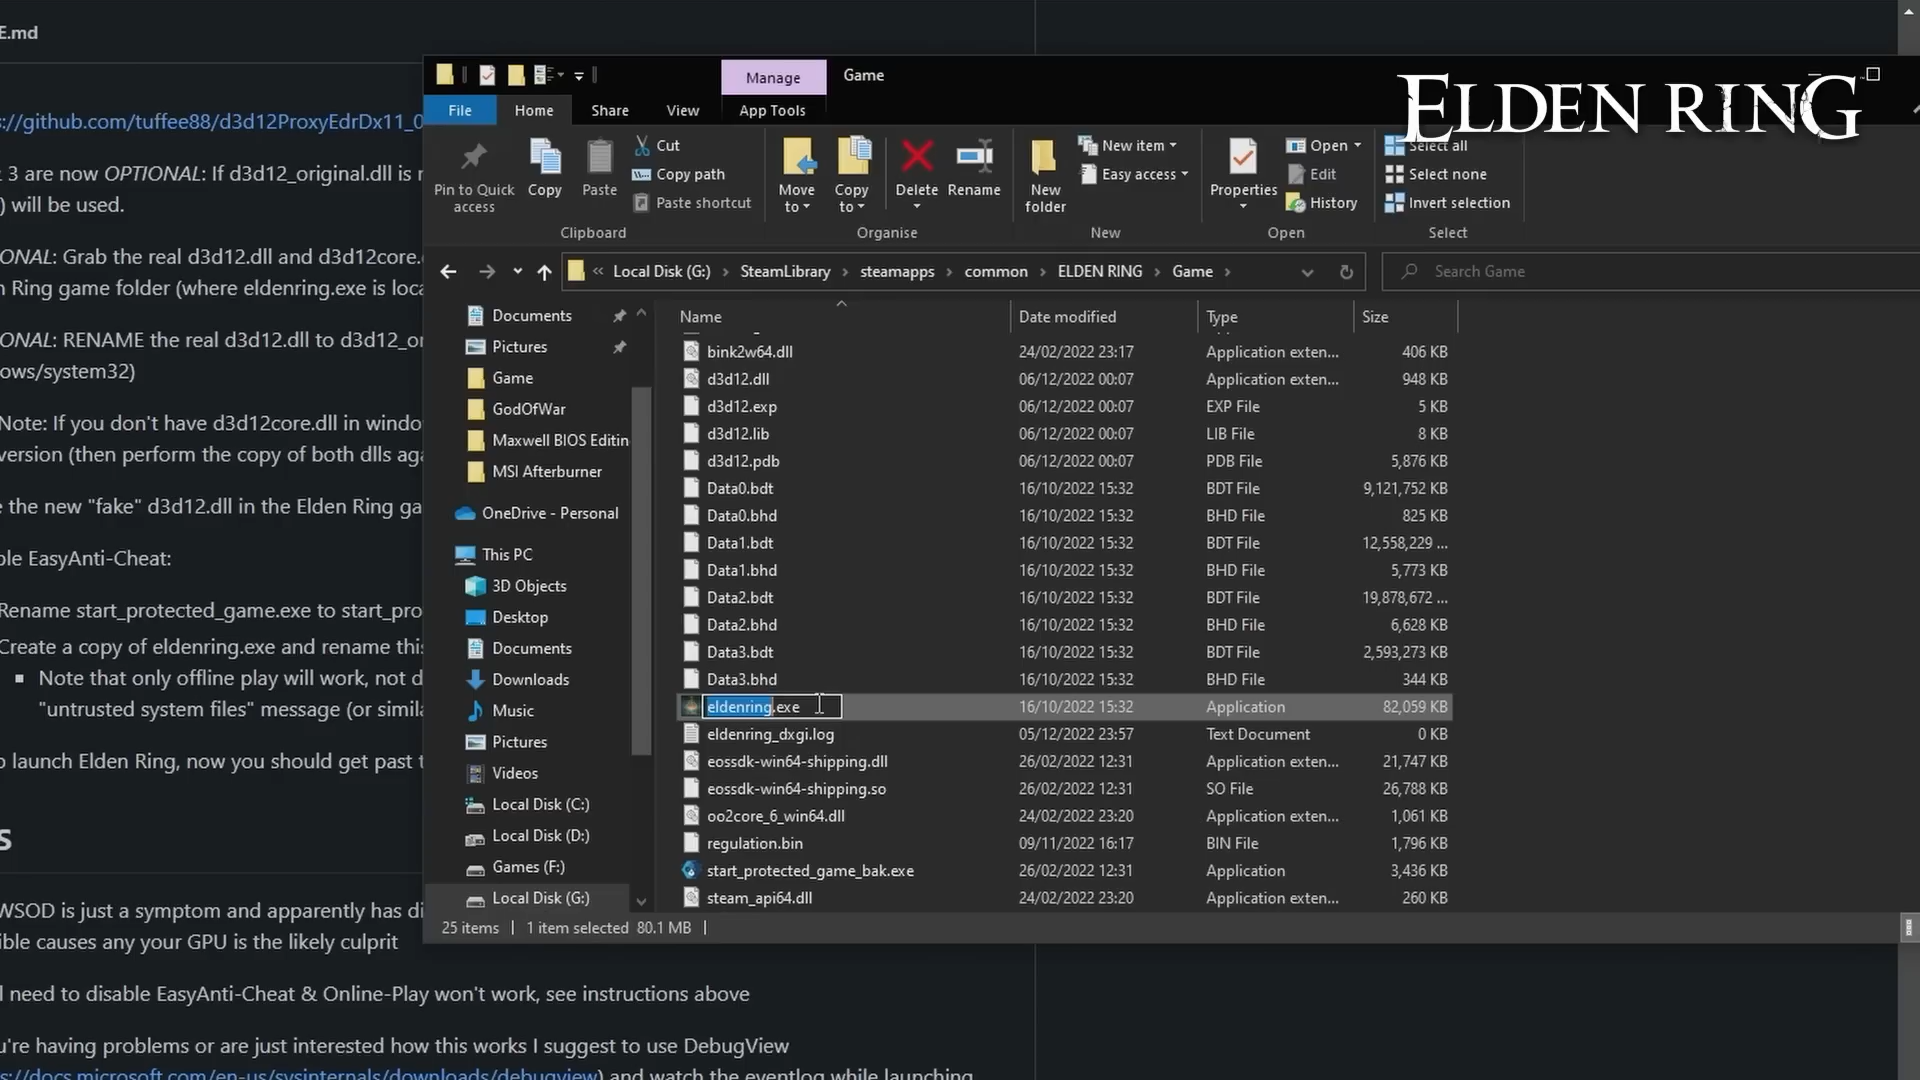 E.md
s://github.com/tuffee88/d3d12ProxyEdrDx11_0
3 are now OPTIONAL: If d3d12_original.dll is
) will be used.
ONAL: Grab the real d3d12.dll and d3d12core.
n Ring game folder (where eldenring.exe is loca
ONAL: RENAME the real d3d12.dll to d3d12_or
ows/system32)
Note: If you don't have d3d12core.dll in windo
version (then perform the copy of both dlls aga
e the new "fake" d3d12.dll in the Elden Ring ga
ble EasyAnti-Cheat:
Rename start_protected_game.exe to start_pro
Create a copy of eldenring.exe and rename this
Note that only offline play will work, not d
"untrusted system files" message (or simila
o launch Elden Ring, now you should get past t
s
WSOD is just a symptom and apparently has di
ible causes any your GPU is the likely culprit
l need to disable EasyAnti-Cheat & Online-Play won't work, see instructions above
u're having problems or are just interested how this works I suggest to use DebugView
s://docs.microsoft.com/en-us/sysinternals/downloads/debugview) and watch the eventlog while launching
Manage Game
ELDEN RING
File Home Share View App Tools
Pin to Quick access
Copy
Paste
Cut
Copy path
Paste shortcut
Clipboard
Move to
Copy to
Delete
Rename
Organise
New folder
New item
Easy access
New
Properties
Open
Edit
History
Open
Select all
Select none
Invert selection
Select
« Local Disk (G:) > SteamLibrary > steamapps > common > ELDEN RING > Game >
Search Game
Documents
Pictures
Game
GodOfWar
Maxwell BIOS Editin
MSI Afterburner
OneDrive - Personal
This PC
3D Objects
Desktop
Documents
Downloads
Music
Pictures
Videos
Local Disk (C:)
Local Disk (D:)
Games (F:)
Local Disk (G:)
Name Date modified Type Size
bink2w64.dll 24/02/2022 23:17 Application exten... 406 KB
d3d12.dll 06/12/2022 00:07 Application exten... 948 KB
d3d12.exp 06/12/2022 00:07 EXP File 5 KB
d3d12.lib 06/12/2022 00:07 LIB File 8 KB
d3d12.pdb 06/12/2022 00:07 PDB File 5,876 KB
Data0.bdt 16/10/2022 15:32 BDT File 9,121,752 KB
Data0.bhd 16/10/2022 15:32 BHD File 825 KB
Data1.bdt 16/10/2022 15:32 BDT File 12,558,229 ...
Data1.bhd 16/10/2022 15:32 BHD File 5,773 KB
Data2.bdt 16/10/2022 15:32 BDT File 19,878,672 ...
Data2.bhd 16/10/2022 15:32 BHD File 6,628 KB
Data3.bdt 16/10/2022 15:32 BDT File 2,593,273 KB
Data3.bhd 16/10/2022 15:32 BHD File 344 KB
eldenring.exe 16/10/2022 15:32 Application 82,059 KB
eldenring_dxgi.log 05/12/2022 23:57 Text Document 0 KB
eossdk-win64-shipping.dll 26/02/2022 12:31 Application exten... 21,747 KB
eossdk-win64-shipping.so 26/02/2022 12:31 SO File 26,788 KB
oo2core_6_win64.dll 24/02/2022 23:20 Application exten... 1,061 KB
regulation.bin 09/11/2022 16:17 BIN File 1,796 KB
start_protected_game_bak.exe 26/02/2022 12:31 Application 3,436 KB
steam_api64.dll 24/02/2022 23:20 Application exten... 260 KB
25 items 1 item selected 80.1 MB